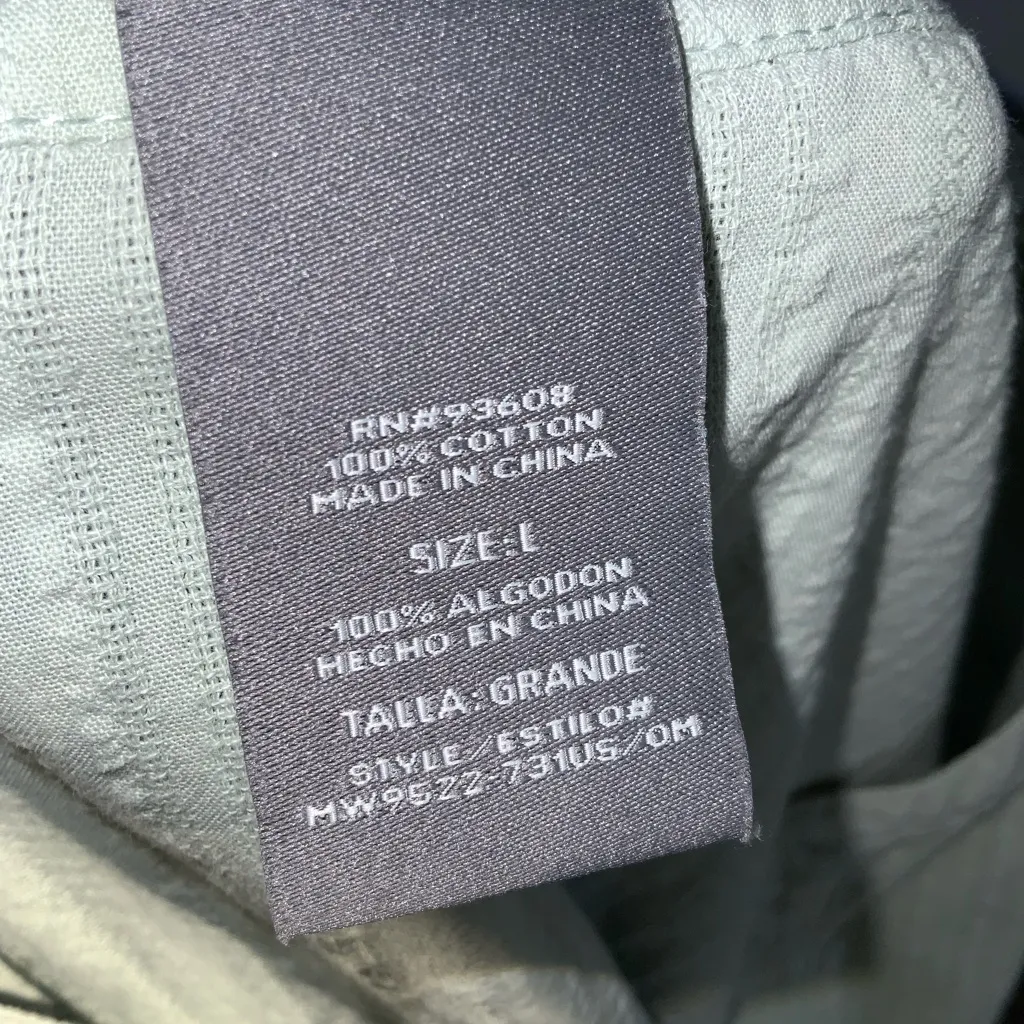 RN#93608
100% COTTON
MADE IN CHINA
SIZE:L
100% ALGODON
HECHO EN CHINA
TALLA: GRANDE
STYLE/ESTILO#
MW9522-731US/OM